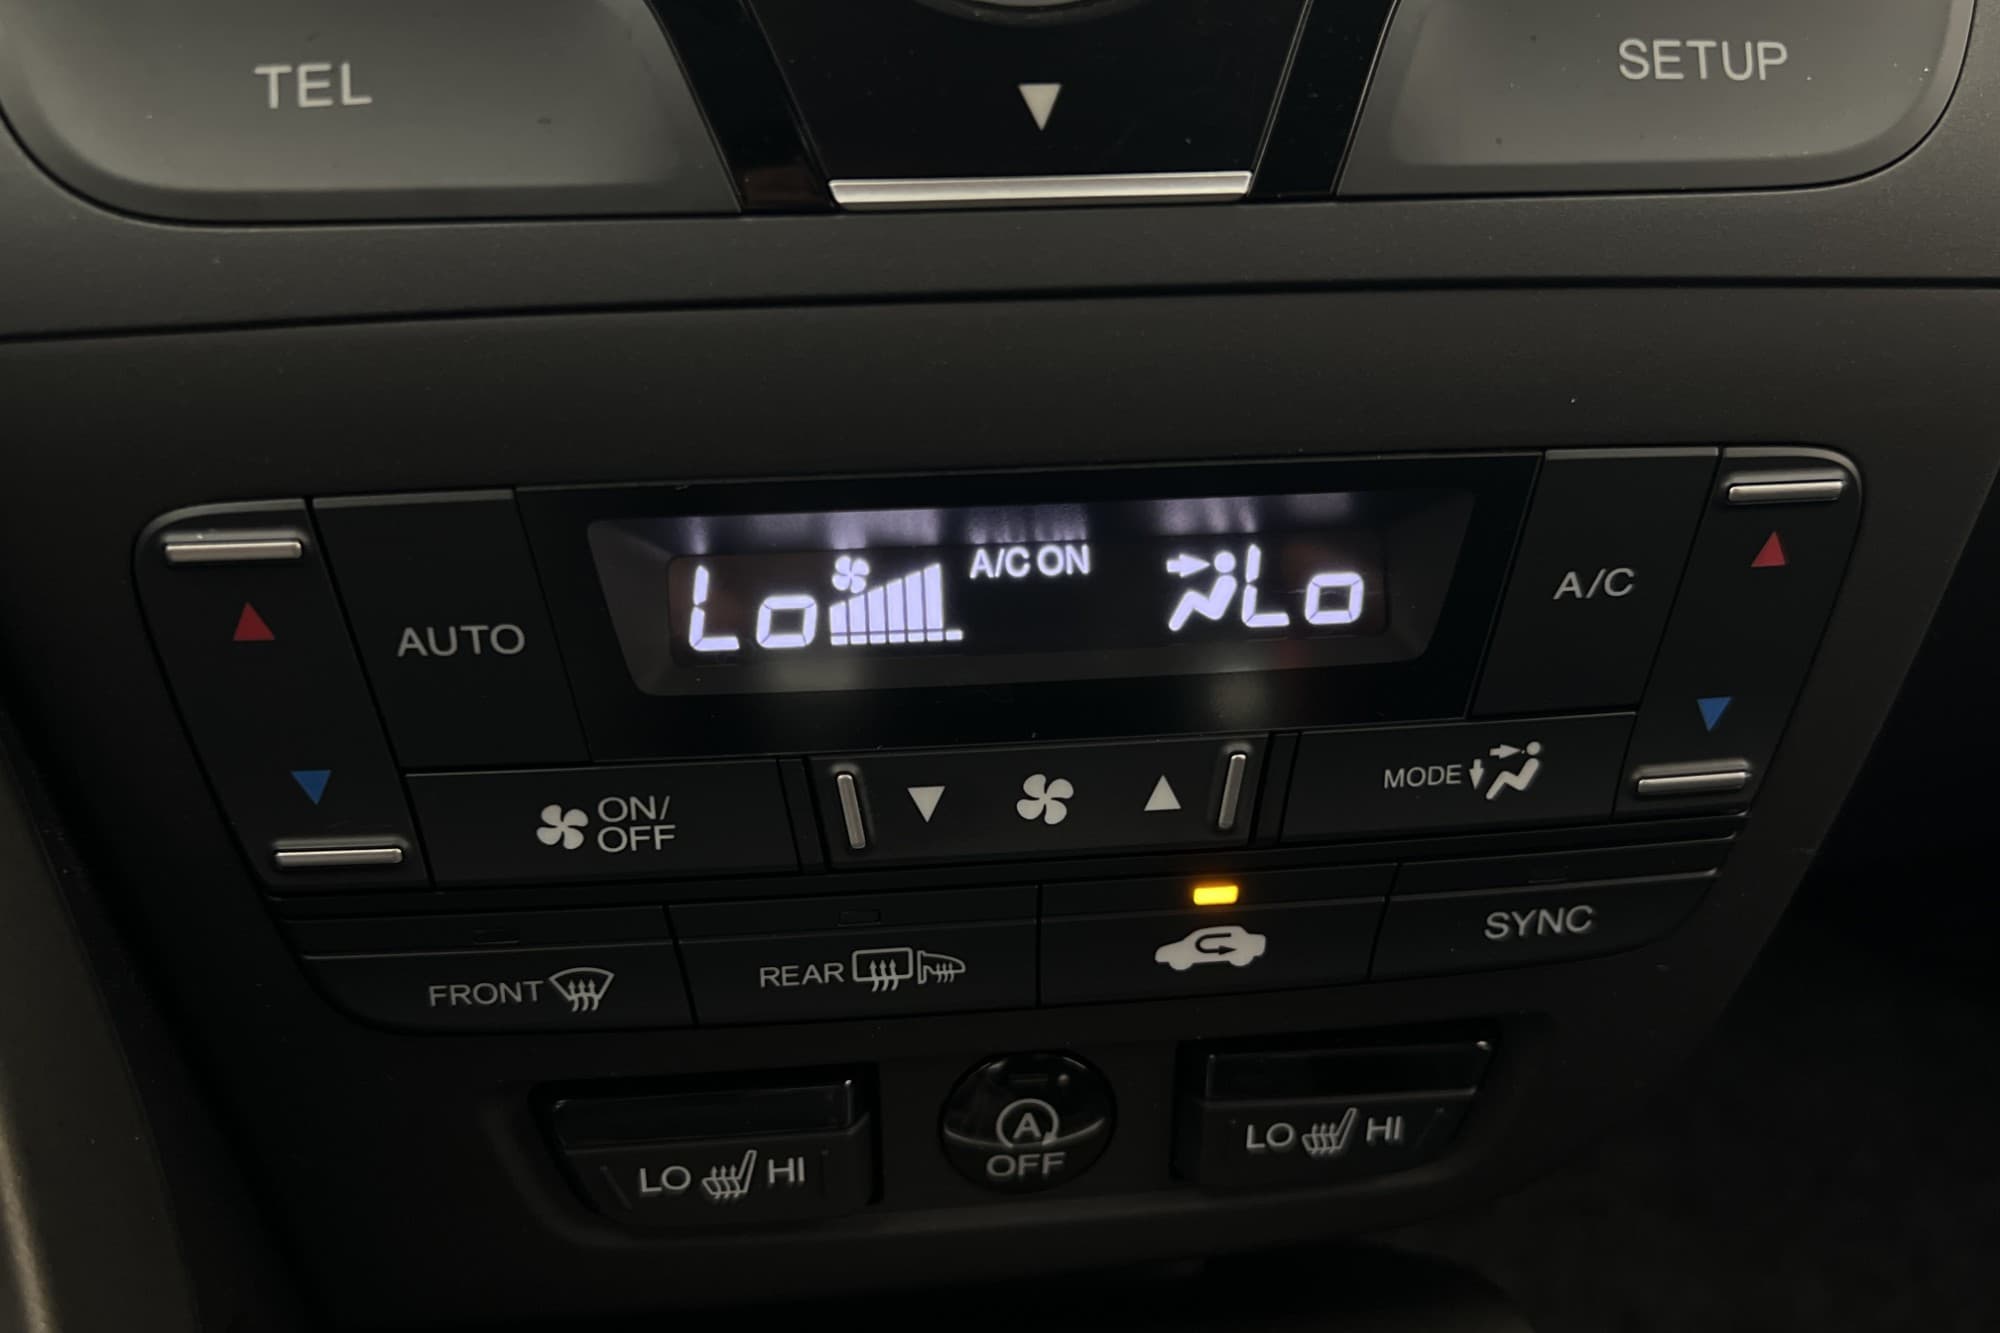 TEL
SETUP
Lo A/C ON Lo
AUTO
A/C
ON/
OFF
MODE
FRONT
REAR
SYNC
LO HI
A
OFF
LO HI